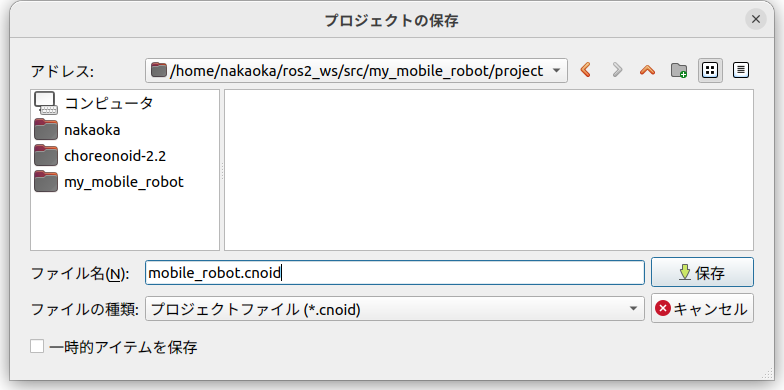 プロジェクトの保存
アドレス: /home/nakaoka/ros2_ws/src/my_mobile_robot/project
コンピュータ
nakaoka
choreonoid-2.2
my_mobile_robot
ファイル名(N): mobile_robot.cnoid 保存
ファイルの種類: プロジェクトファイル (*.cnoid) キャンセル
一時的アイテムを保存